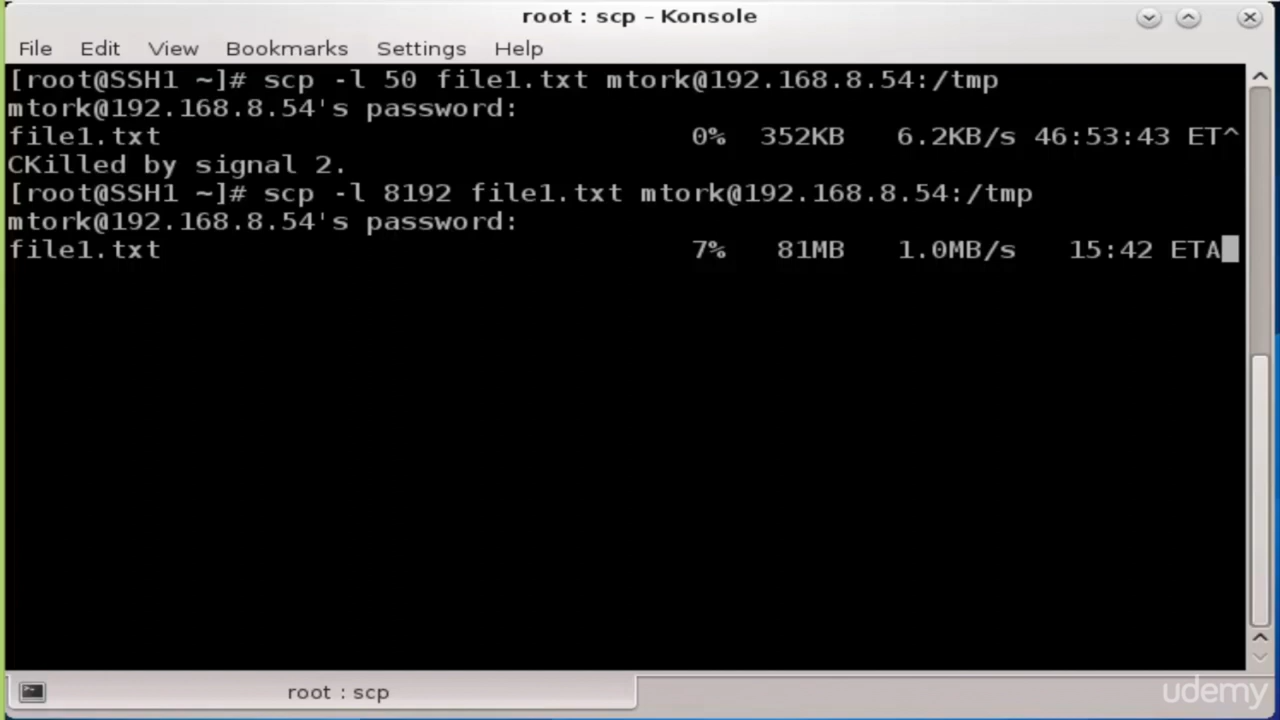 root : scp – Konsole
File Edit View Bookmarks Settings Help
[root@SSH1 ~]# scp -l 50 file1.txt mtork@192.168.8.54:/tmp
mtork@192.168.8.54's password:
file1.txt 0% 352KB 6.2KB/s 46:53:43 ET^
CKilled by signal 2.
[root@SSH1 ~]# scp -l 8192 file1.txt mtork@192.168.8.54:/tmp
mtork@192.168.8.54's password:
file1.txt 7% 81MB 1.0MB/s 15:42 ETA
root : scp
udemy